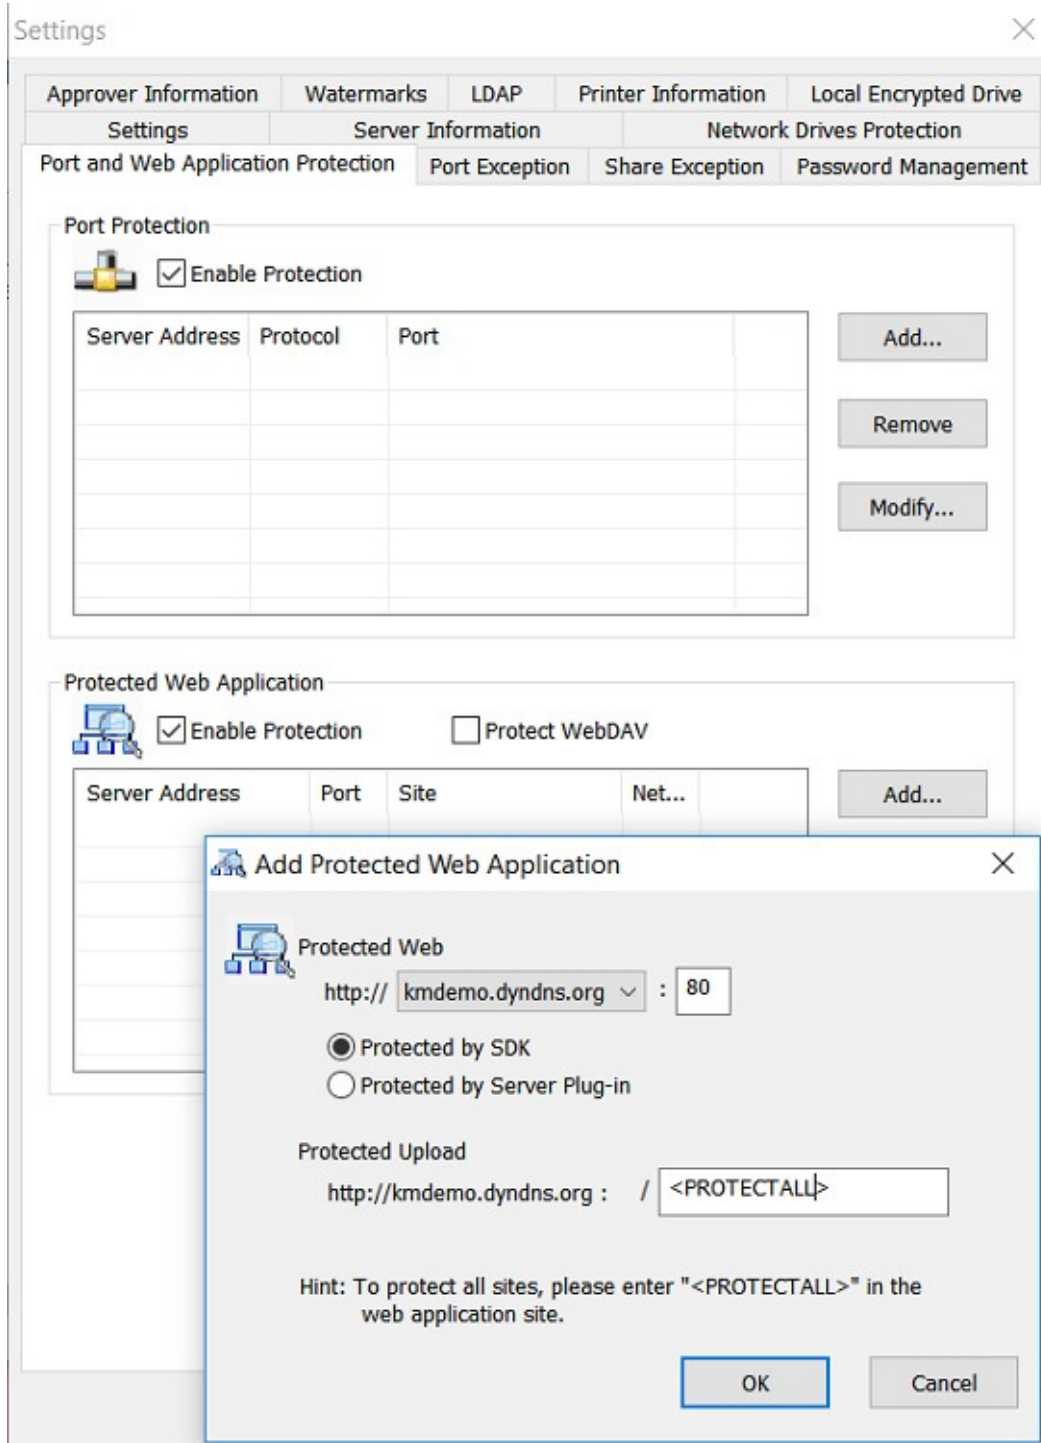 Settings
Approver Information Watermarks LDAP Printer Information Local Encrypted Drive
Settings Server Information Network Drives Protection
Port and Web Application Protection Port Exception Share Exception Password Management
Port Protection
Enable Protection
Server Address Protocol Port
Add...
Remove
Modify...
Protected Web Application
Enable Protection Protect WebDAV
Server Address Port Site Net...
Add...
Add Protected Web Application
Protected Web
http:// kmdemo.dyndns.org : 80
Protected by SDK
Protected by Server Plug-in
Protected Upload
http://kmdemo.dyndns.org : / <PROTECTALL>
Hint: To protect all sites, please enter "<PROTECTALL>" in the
web application site.
OK Cancel